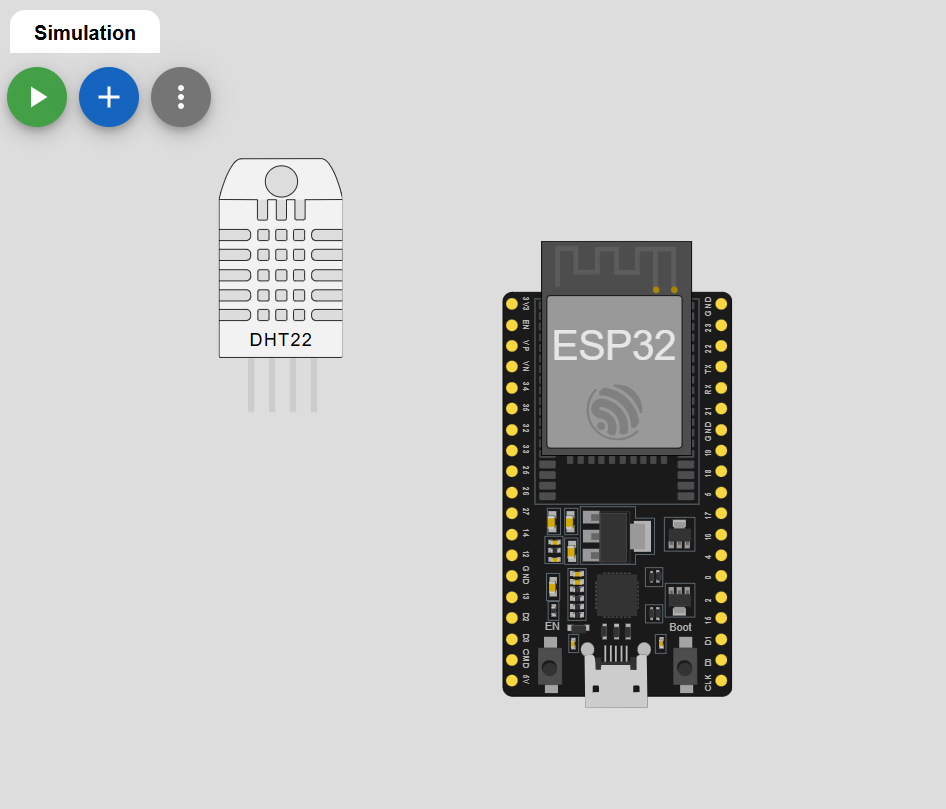 Simulation
DHT22
ESP32
3V3
EN
VP
VN
34
35
32
33
25
26
27
14
12
GND
13
D2
D3
CMD
5V
GND
23
22
TX
RX
21
GND
19
18
5
17
16
4
0
2
15
D1
D0
CLK
EN
Boot